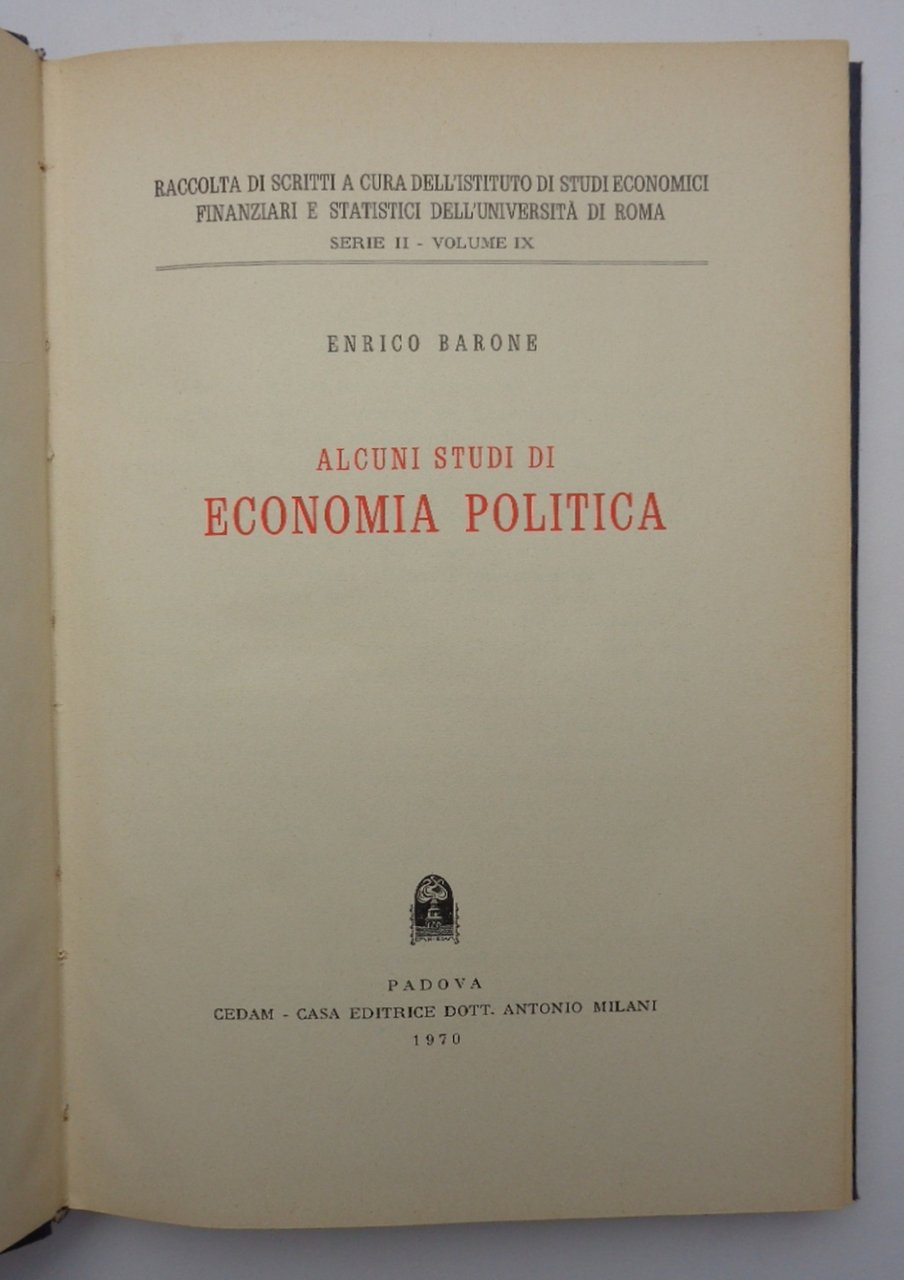 RACCOLTA DI SCRITTI A CURA DELL'ISTITUTO DI STUDI ECONOMICI
FINANZIARI E STATISTICI DELL'UNIVERSITÀ DI ROMA
SERIE II - VOLUME IX
ENRICO BARONE
ALCUNI STUDI DI
ECONOMIA POLITICA
PADOVA
CEDAM - CASA EDITRICE DOTT. ANTONIO MILANI
1970